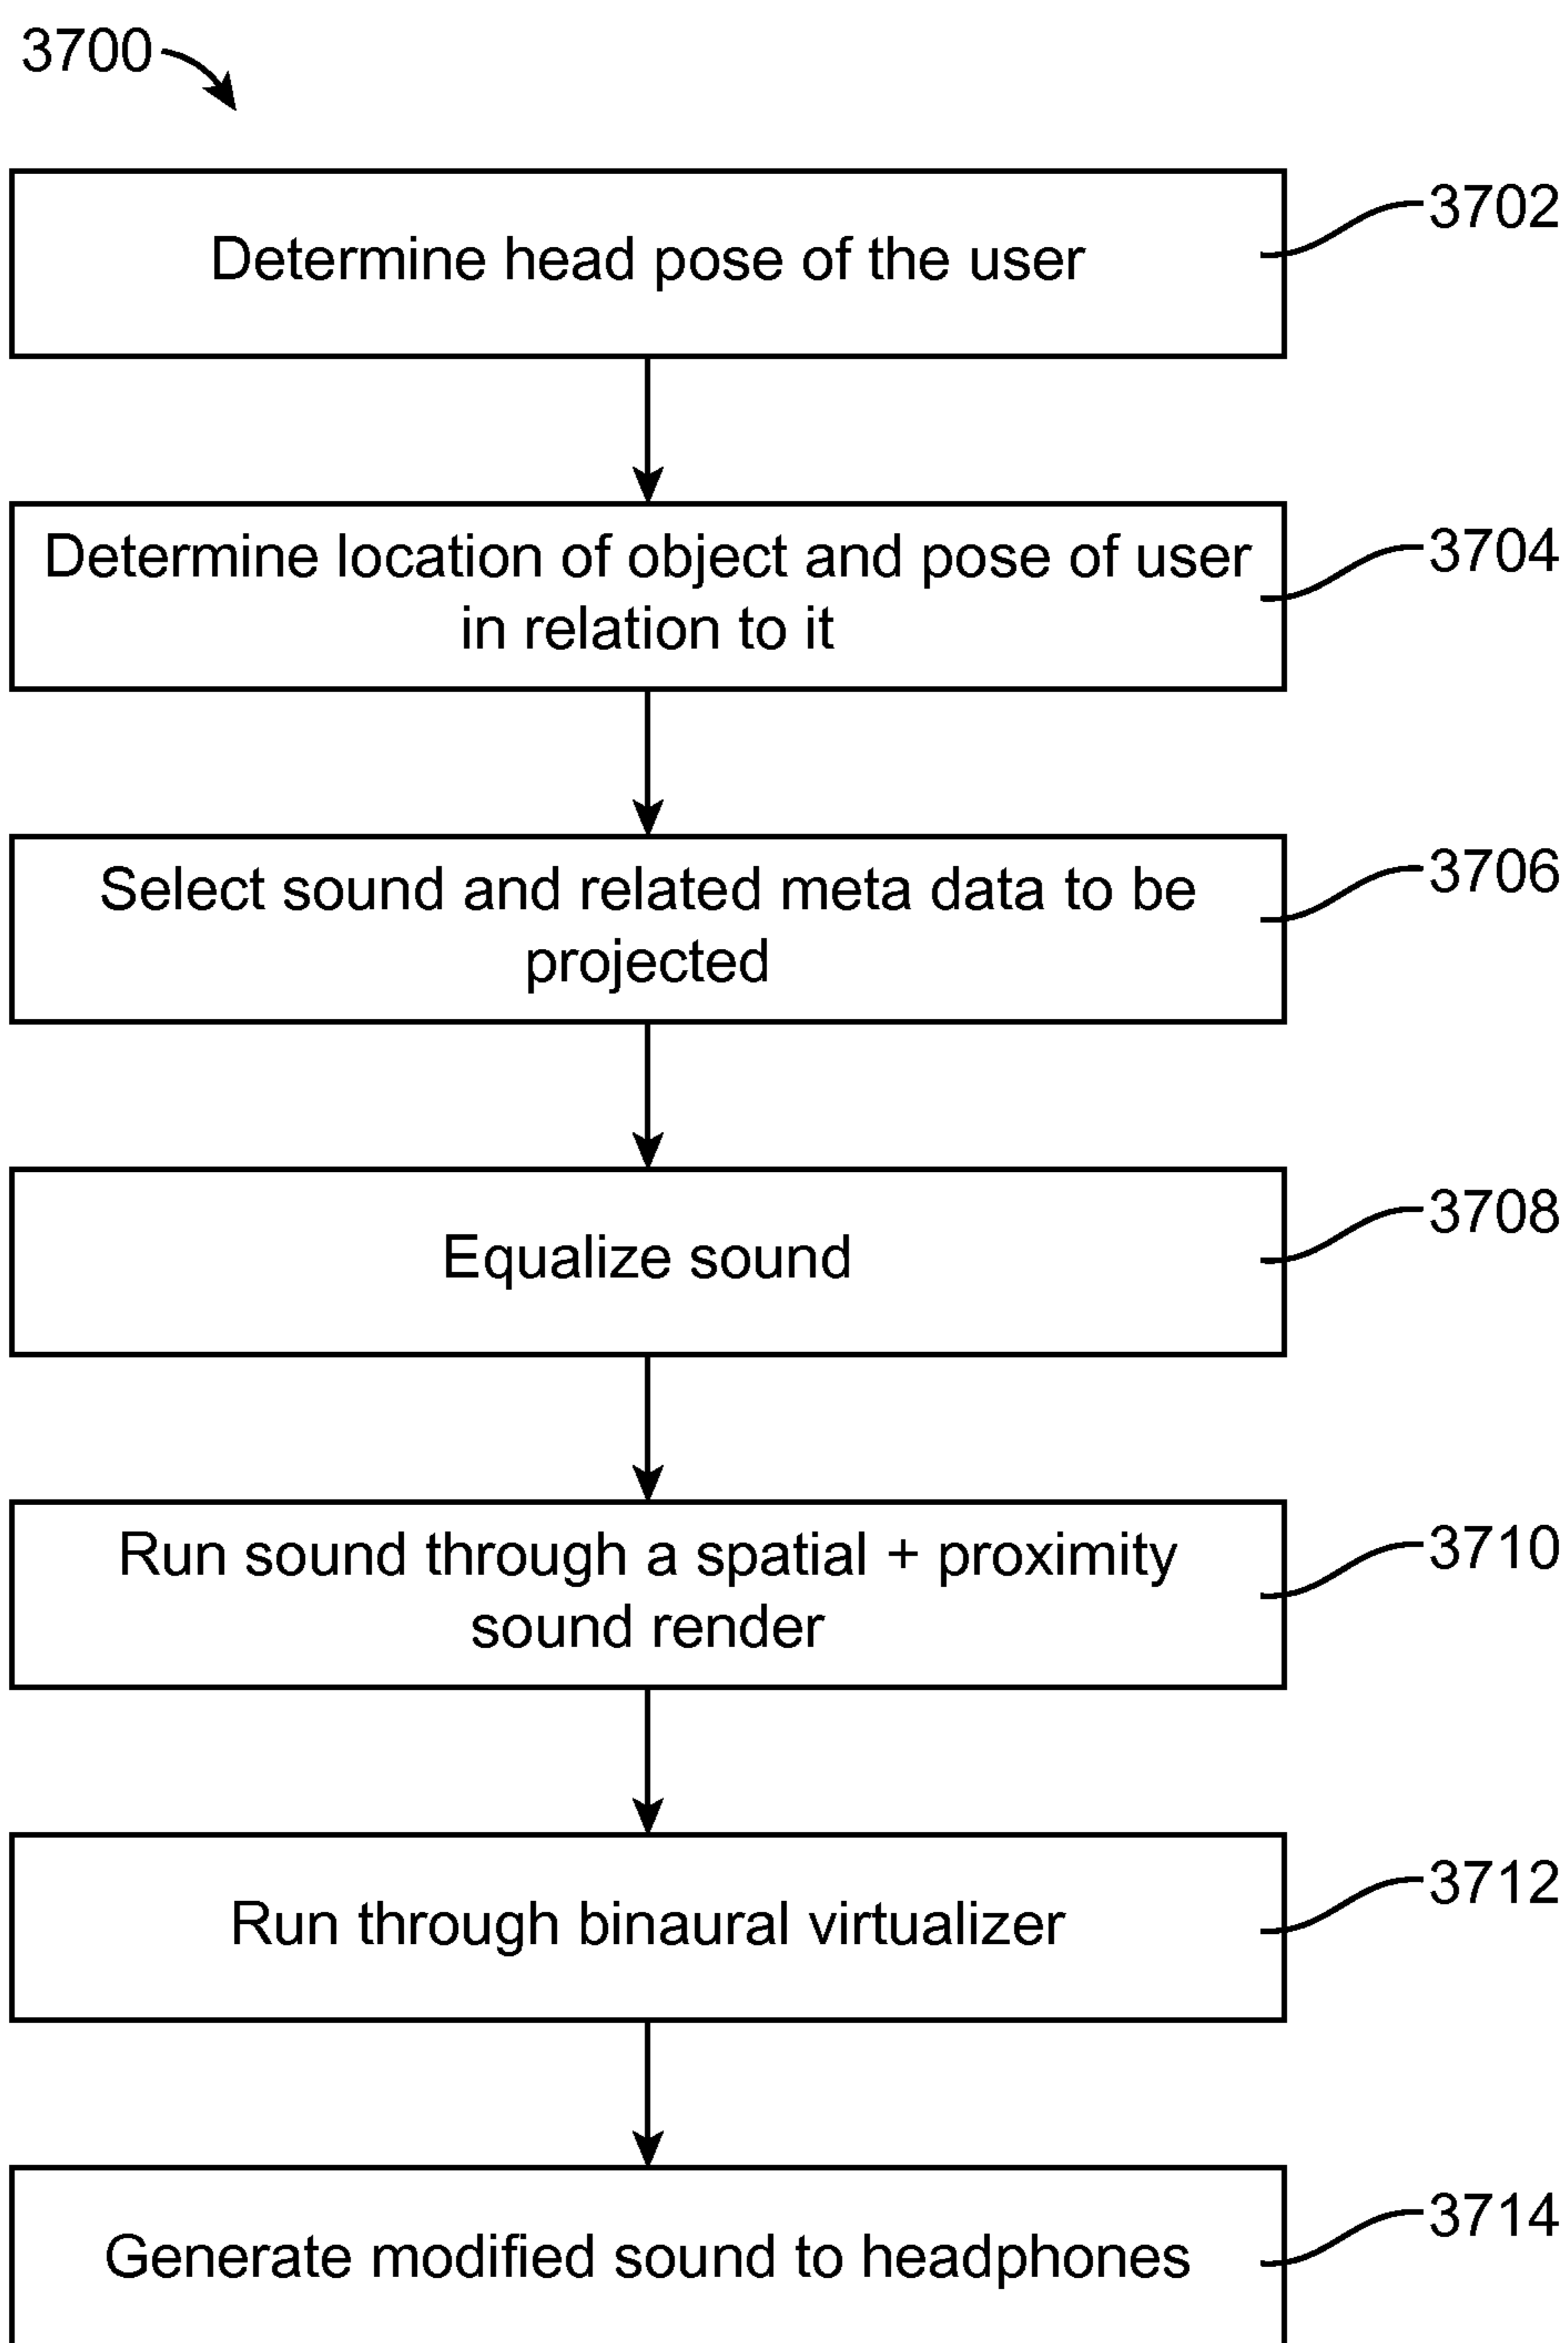 3700
Determine head pose of the user
3702
Determine location of object and pose of user
in relation to it
3704
Select sound and related meta data to be
projected
3706
Equalize sound
3708
Run sound through a spatial + proximity
sound render
3710
Run through binaural virtualizer
3712
Generate modified sound to headphones
3714